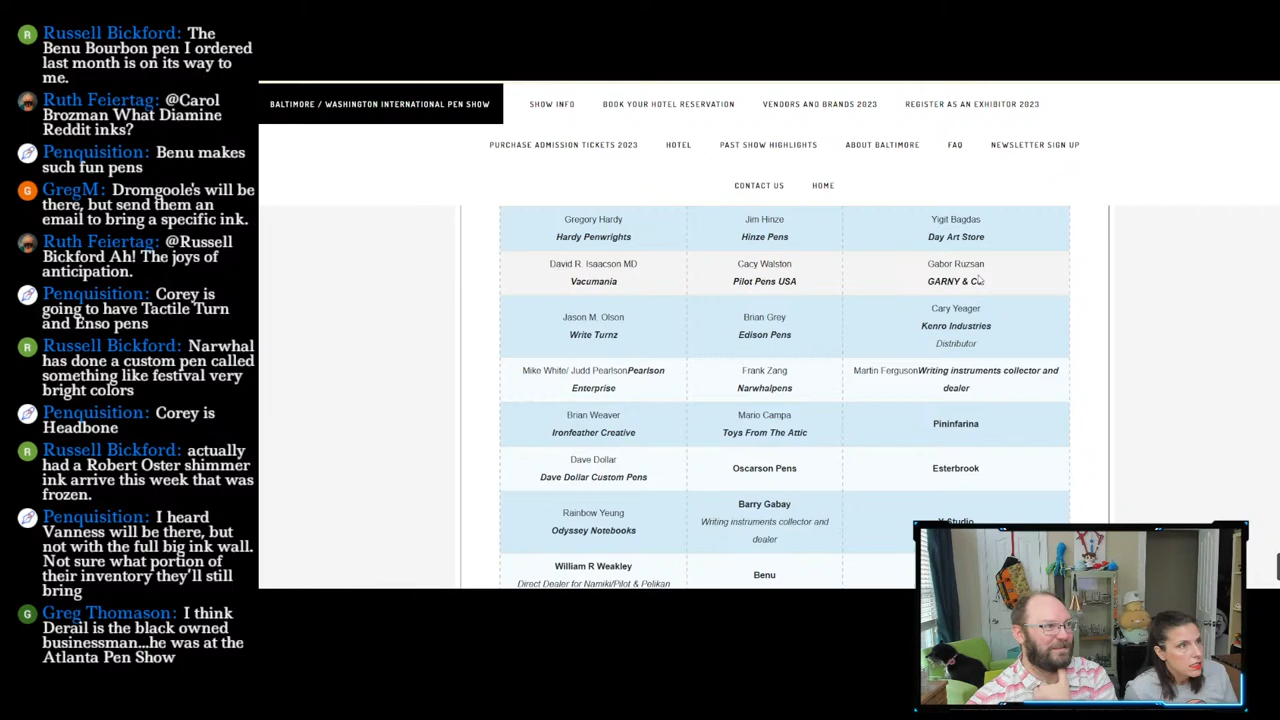 Russell Bickford: The
Benu Bourbon pen I ordered
last month is on its way to
me.
Ruth Feiertag: @Carol
Brozman What Diamine
Reddit inks?
Penquisition: Benu makes
such fun pens
GregM: Dromgoole's will be
there, but send them an
email to bring a specific ink.
Ruth Feiertag: @Russell
Bickford Ah! The joys of
anticipation.
Penquisition: Corey is
going to have Tactile Turn
and Enso pens
Russell Bickford: Narwhal
has done a custom pen called
something like festival very
bright colors
Penquisition: Corey is
Headbone
Russell Bickford: actually
had a Robert Oster shimmer
ink arrive this week that was
frozen.
Penquisition: I heard
Vanness will be there, but
not with the full big ink wall.
Not sure what portion of
their inventory they'll still
bring
Greg Thomason: I think
Derail is the black owned
businessman...he was at the
Atlanta Pen Show
BALTIMORE / WASHINGTON INTERNATIONAL PEN SHOW SHOW INFO BOOK YOUR HOTEL RESERVATION VENDORS AND BRANDS 2023 REGISTER AS AN EXHIBITOR 2023
PURCHASE ADMISSION TICKETS 2023 HOTEL PAST SHOW HIGHLIGHTS ABOUT BALTIMORE FAQ NEWSLETTER SIGN UP
CONTACT US HOME
Gregory Hardy Jim Hinze Yigit Bagdas
Hardy Penwrights Hinze Pens Day Art Store
David R. Isaacson MD Cacy Walston Gabor Ruzsan
Vacumania Pilot Pens USA GARNY & 
Cary Yeager
Jason M. Olson Brian Grey Kenro Industries
Write Turnz Edison Pens Distributor
Mike White/ Judd PearlsonPearlson Frank Zang Martin FergusonWriting instruments collector and
Enterprise Narwhalpens dealer
Brian Weaver Mario Campa Pininfarina
Ironfeather Creative Toys From The Attic
Dave Dollar Oscarson Pens Esterbrook
Dave Dollar Custom Pens
Barry Gabay
Rainbow Yeung Writing instruments collector and Studio
Odyssey Notebooks dealer
William R Weakley Benu
Direct Dealer for Namiki/Pilot & Pelikan